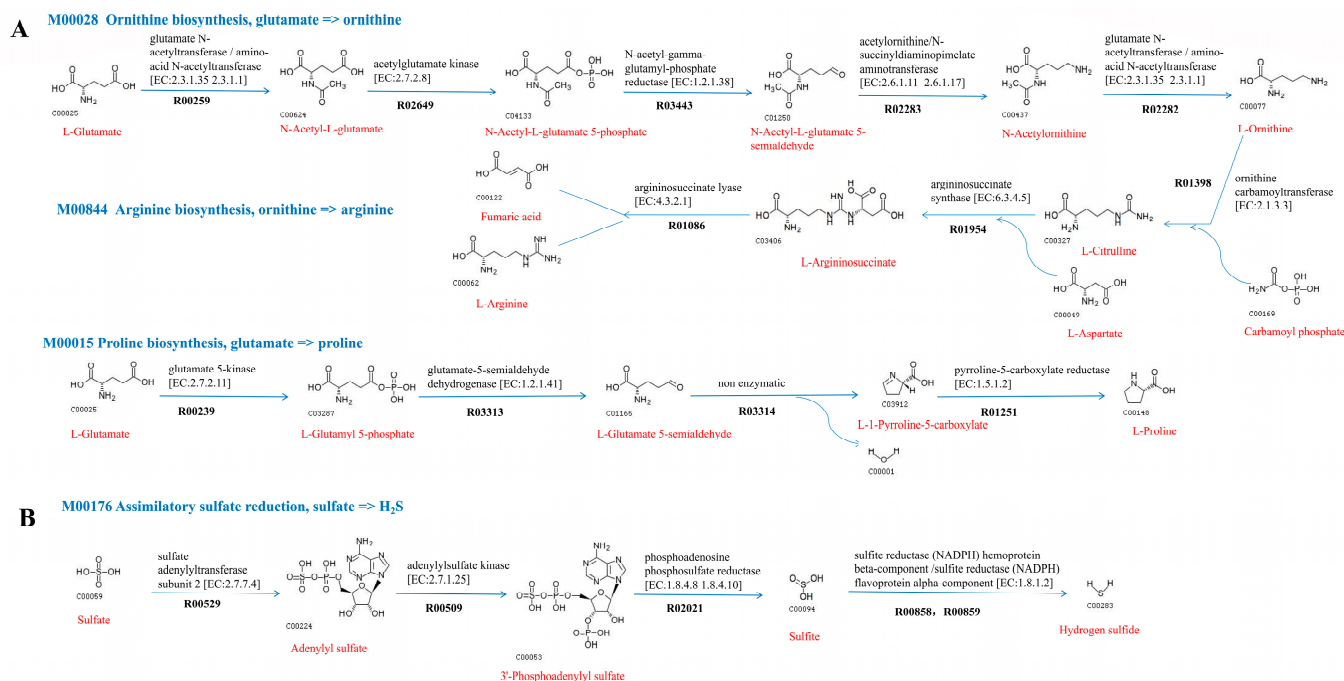 A
M00028 Ornithine biosynthesis, glutamate => ornithine
glutamate N-
acetyltransferase / amino-
acid N-acetyltransferase
[EC:2.3.1.35 2.3.1.1]
R00259
acetylglutamate kinase
[EC:2.7.2.8]
R02649
N-acetyl-gamma-
glutamyl-phosphate
reductase [EC:1.2.1.38]
R03443
acetylornithine/N-
succinyldiaminopimelate
aminotransferase
[EC:2.6.1.11 2.6.1.17]
R02283
glutamate N-
acetyltransferase / amino-
acid N-acetyltransferase
[EC:2.3.1.35 2.3.1.1]
R02282
C00025
L-Glutamate
C00624
N-Acetyl-L-glutamate
C04133
N-Acetyl-L-glutamate 5-phosphate
C01250
N-Acetyl-L-glutamate 5-
semialdehyde
C00437
N-Acetylornithine
C00077
L-Ornithine
M00844 Arginine biosynthesis, ornithine => arginine
C00122
Fumaric acid
C00062
L-Arginine
argininosuccinate lyase
[EC:4.3.2.1]
R01086
C03406
L-Argininosuccinate
argininosuccinate
synthase [EC:6.3.4.5]
R01954
C00327
L-Citrulline
C00049
L-Aspartate
R01398
ornithine
carbamoyltransferase
[EC:2.1.3.3]
C00169
Carbamoyl phosphate
M00015 Proline biosynthesis, glutamate => proline
C00025
L-Glutamate
glutamate 5-kinase
[EC:2.7.2.11]
R00239
C03287
L-Glutamyl 5-phosphate
glutamate-5-semialdehyde
dehydrogenase [EC:1.2.1.41]
R03313
C01165
L-Glutamate 5-semialdehyde
non enzymatic
R03314
C00001
C03912
L-1-Pyrroline-5-carboxylate
pyrroline-5-carboxylate reductase
[EC:1.5.1.2]
R01251
C00148
L-Proline
B
M00176 Assimilatory sulfate reduction, sulfate => H₂S
C00059
Sulfate
sulfate
adenylyltransferase
subunit 2 [EC:2.7.7.4]
R00529
C00224
Adenylyl sulfate
adenylylsulfate kinase
[EC:2.7.1.25]
R00509
C00053
3'-Phosphoadenylyl sulfate
phosphoadenosine
phosphosulfate reductase
[EC:1.8.4.8 1.8.4.10]
R02021
C00094
Sulfite
sulfite reductase (NADPH) hemoprotein
beta-component /sulfite reductase (NADPH)
flavoprotein alpha-component [EC:1.8.1.2]
R00858，R00859
C00283
Hydrogen sulfide